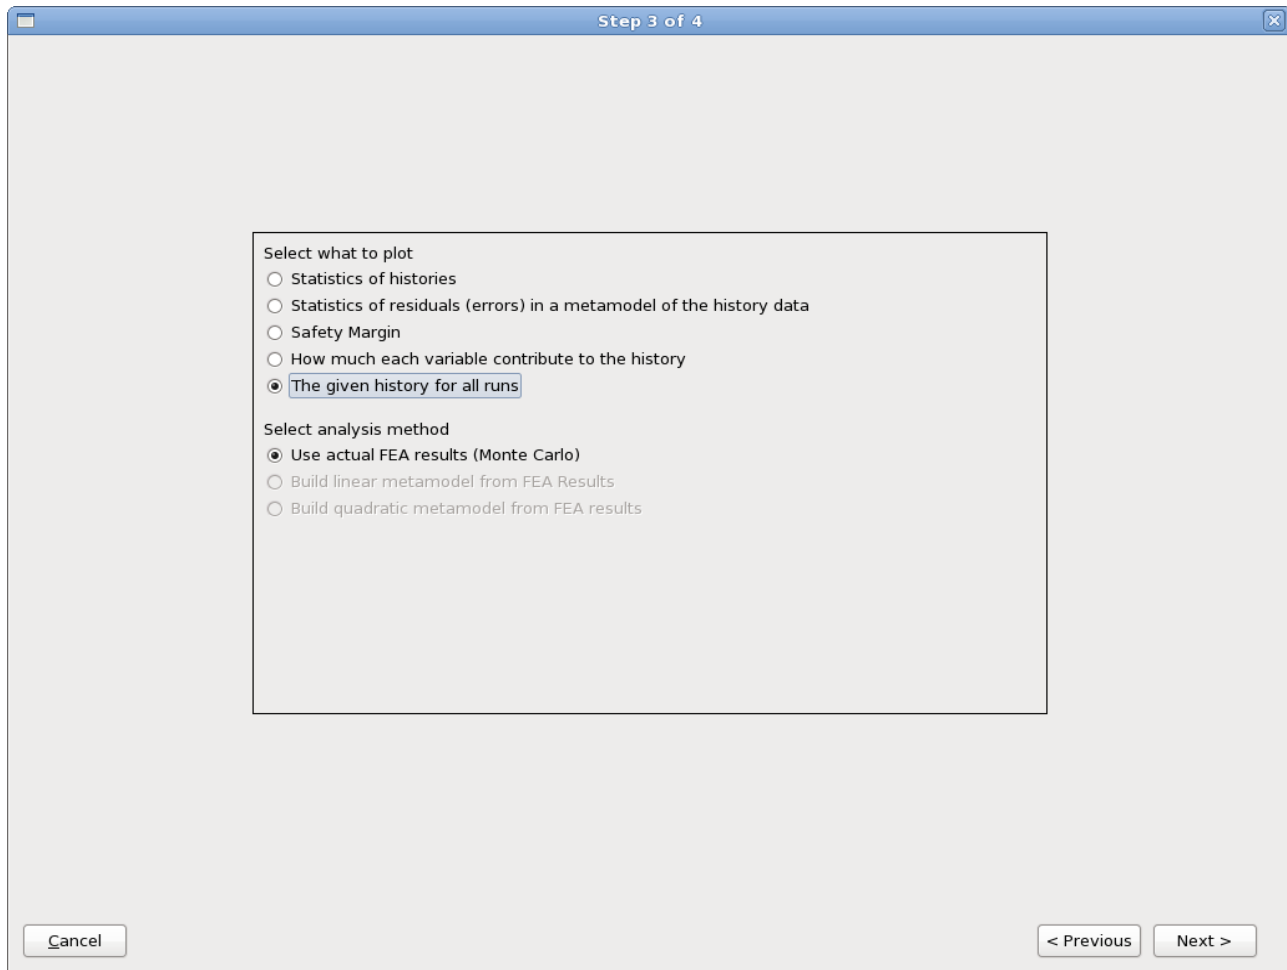 Step 3 of 4
Select what to plot
Statistics of histories
Statistics of residuals (errors) in a metamodel of the history data
Safety Margin
How much each variable contribute to the history
The given history for all runs
Select analysis method
Use actual FEA results (Monte Carlo)
Build linear metamodel from FEA Results
Build quadratic metamodel from FEA results
Cancel
< Previous
Next >